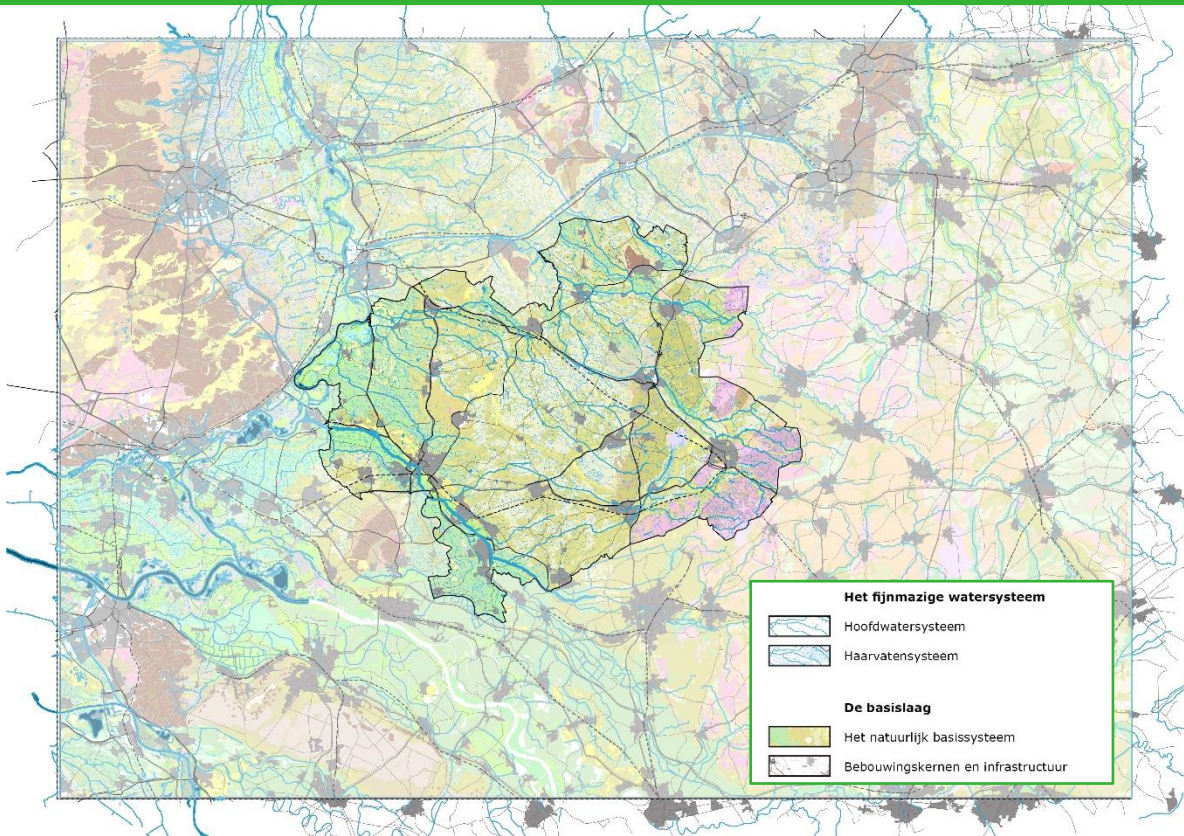 Het fijnmazige watersysteem
Hoofdwatersysteem
Haarvatensysteem
De basislaag
Het natuurlijk basissysteem
Bebouwingskernen en infrastructuur